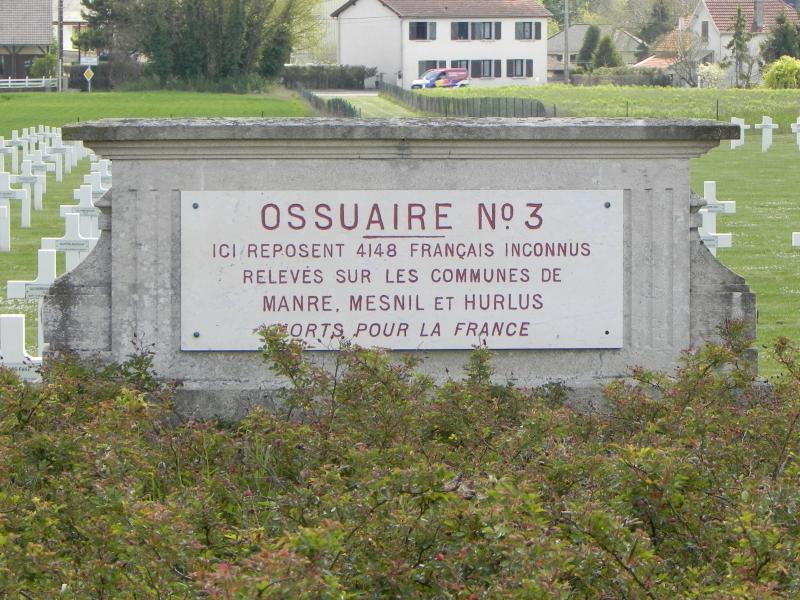 OSSUAIRE Nº 3
ICI REPOSENT 4148 FRANÇAIS INCONNUS
RELEVÉS SUR LES COMMUNES DE
MANRE, MESNIL ET HURLUS
MORTS POUR LA FRANCE